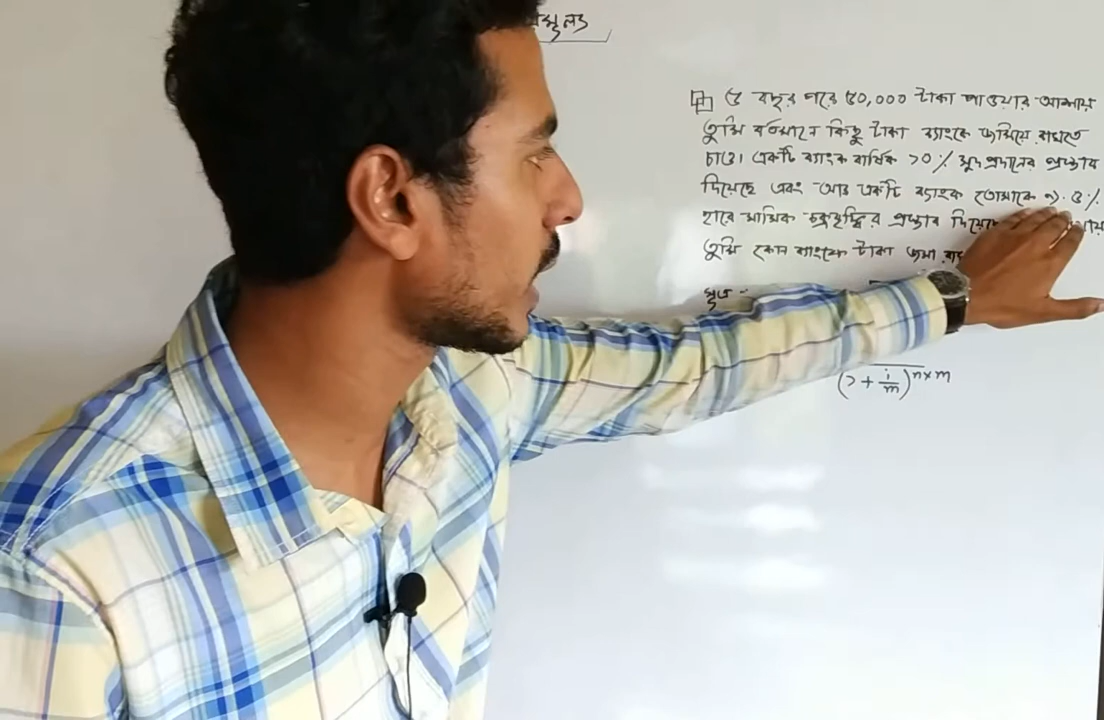 ৫ বছর পরে ৫০,০০০ টাকা পাওয়ার আশায়
তুমি বর্তমানে কিছু টাকা ব্যাংকে জমিয়ে রাখতে
চাও। একটি ব্যাংক বার্ষিক ১০% সুদ প্রদানের প্রস্তাব
দিয়েছে এবং আর একটি ব্যাংক তোমাকে ৯.৫%
হারে মাসিক চক্রবৃদ্ধির প্রস্তাব
তুমি কোন ব্যাংকে টাকা জমা
সূত্র :-
(১ + i/m)^n×m